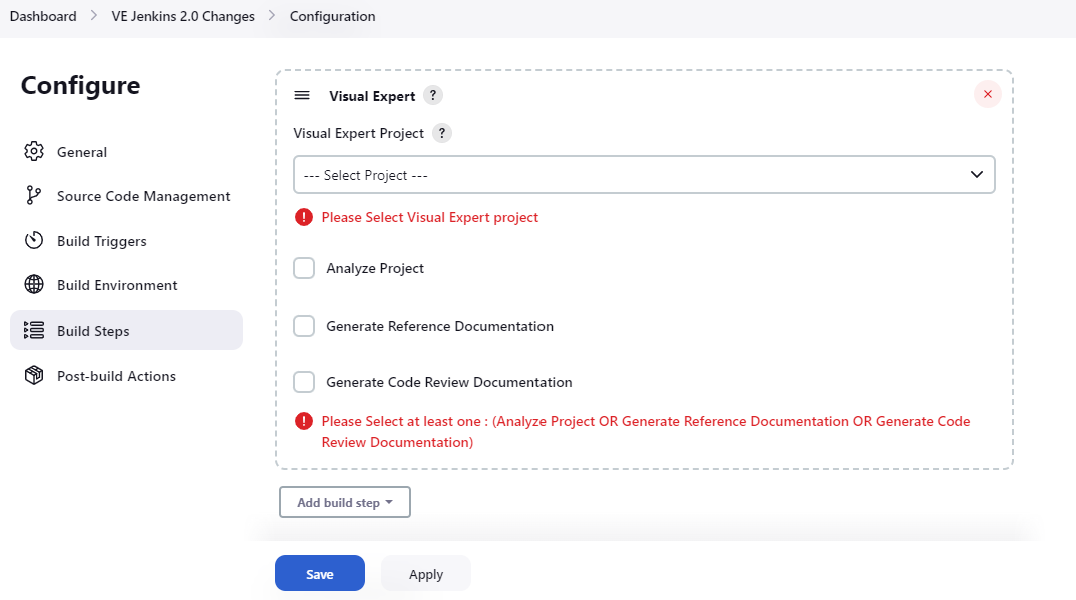 Dashboard > VE Jenkins 2.0 Changes > Configuration
Configure
General
Source Code Management
Build Triggers
Build Environment
Build Steps
Post-build Actions
Visual Expert ?
Visual Expert Project ?
--- Select Project ---
Please Select Visual Expert project
Analyze Project
Generate Reference Documentation
Generate Code Review Documentation
Please Select at least one : (Analyze Project OR Generate Reference Documentation OR Generate Code
Review Documentation)
Add build step
Save Apply